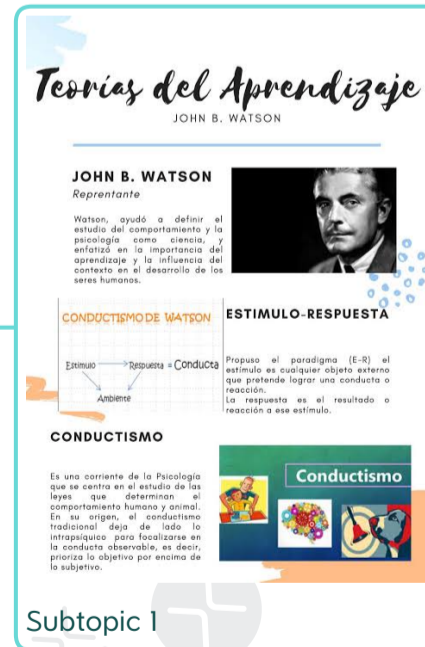 Teorías del Aprendizaje
JOHN B. WATSON
JOHN B. WATSON
Reprentante
Watson, ayudó a definir el
estudio del comportamiento y la
psicología como ciencia, y
enfatizó en la importancia del
aprendizaje y la influencia del
contexto en el desarrollo de los
seres humanos.
CONDUCTISMO DE WATSON
Estimulo Respuesta = Conducta
Ambiente
ESTIMULO-RESPUESTA
Propuso el paradigma (E-R) el
estímulo es cualquier objeto externo
que pretende lograr una conducta o
reacción.
La respuesta es el resultado o
reacción a ese estímulo.
CONDUCTISMO
Es una corriente de la Psicología
que se centra en el estudio de las
leyes que determinan el
comportamiento humano y animal.
En su origen, el conductismo
tradicional deja de lado lo
intrapsíquico para focalizarse en
la conducta observable, es decir,
prioriza lo objetivo por encima de
lo subjetivo.
Conductismo
Subtopic 1